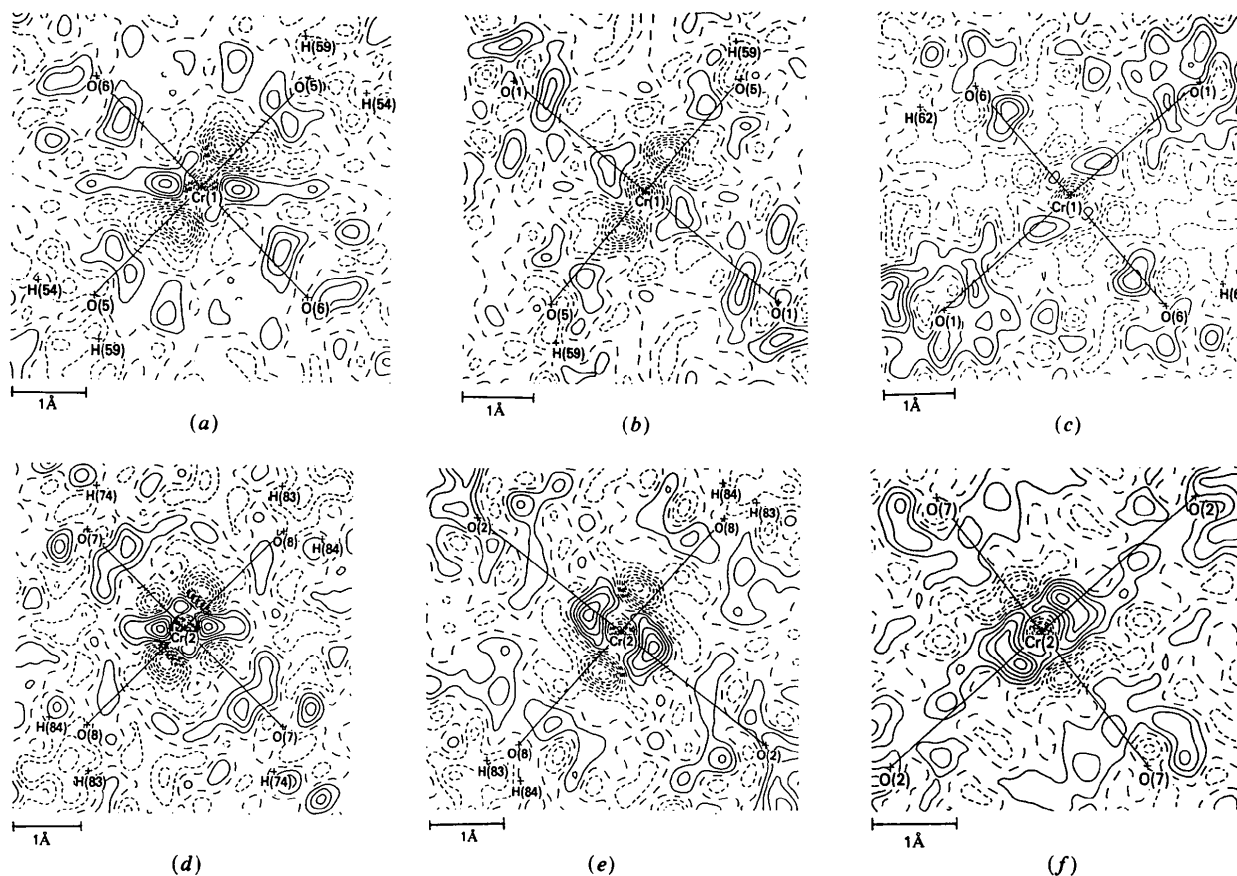 H(59)
O(6)
O(5)
H(54)
Cr(1)
H(54)
O(5)
O(6)
H(59)
1Å
(a)
H(59)
O(1)
O(5)
Cr(1)
O(5)
O(1)
H(59)
1Å
(b)
O(6)
O(1)
H(62)
Cr(1)
O(1)
O(6)
1Å
(c)
H(74)
H(83)
O(7)
O(8)
H(84)
Cr(2)
H(84)
O(8)
O(7)
H(83)
H(74)
1Å
(d)
H(84)
H(83)
O(2)
O(8)
Cr(2)
O(8)
O(2)
H(83)
H(84)
1Å
(e)
O(7)
O(2)
Cr(2)
O(2)
O(7)
1Å
(f)